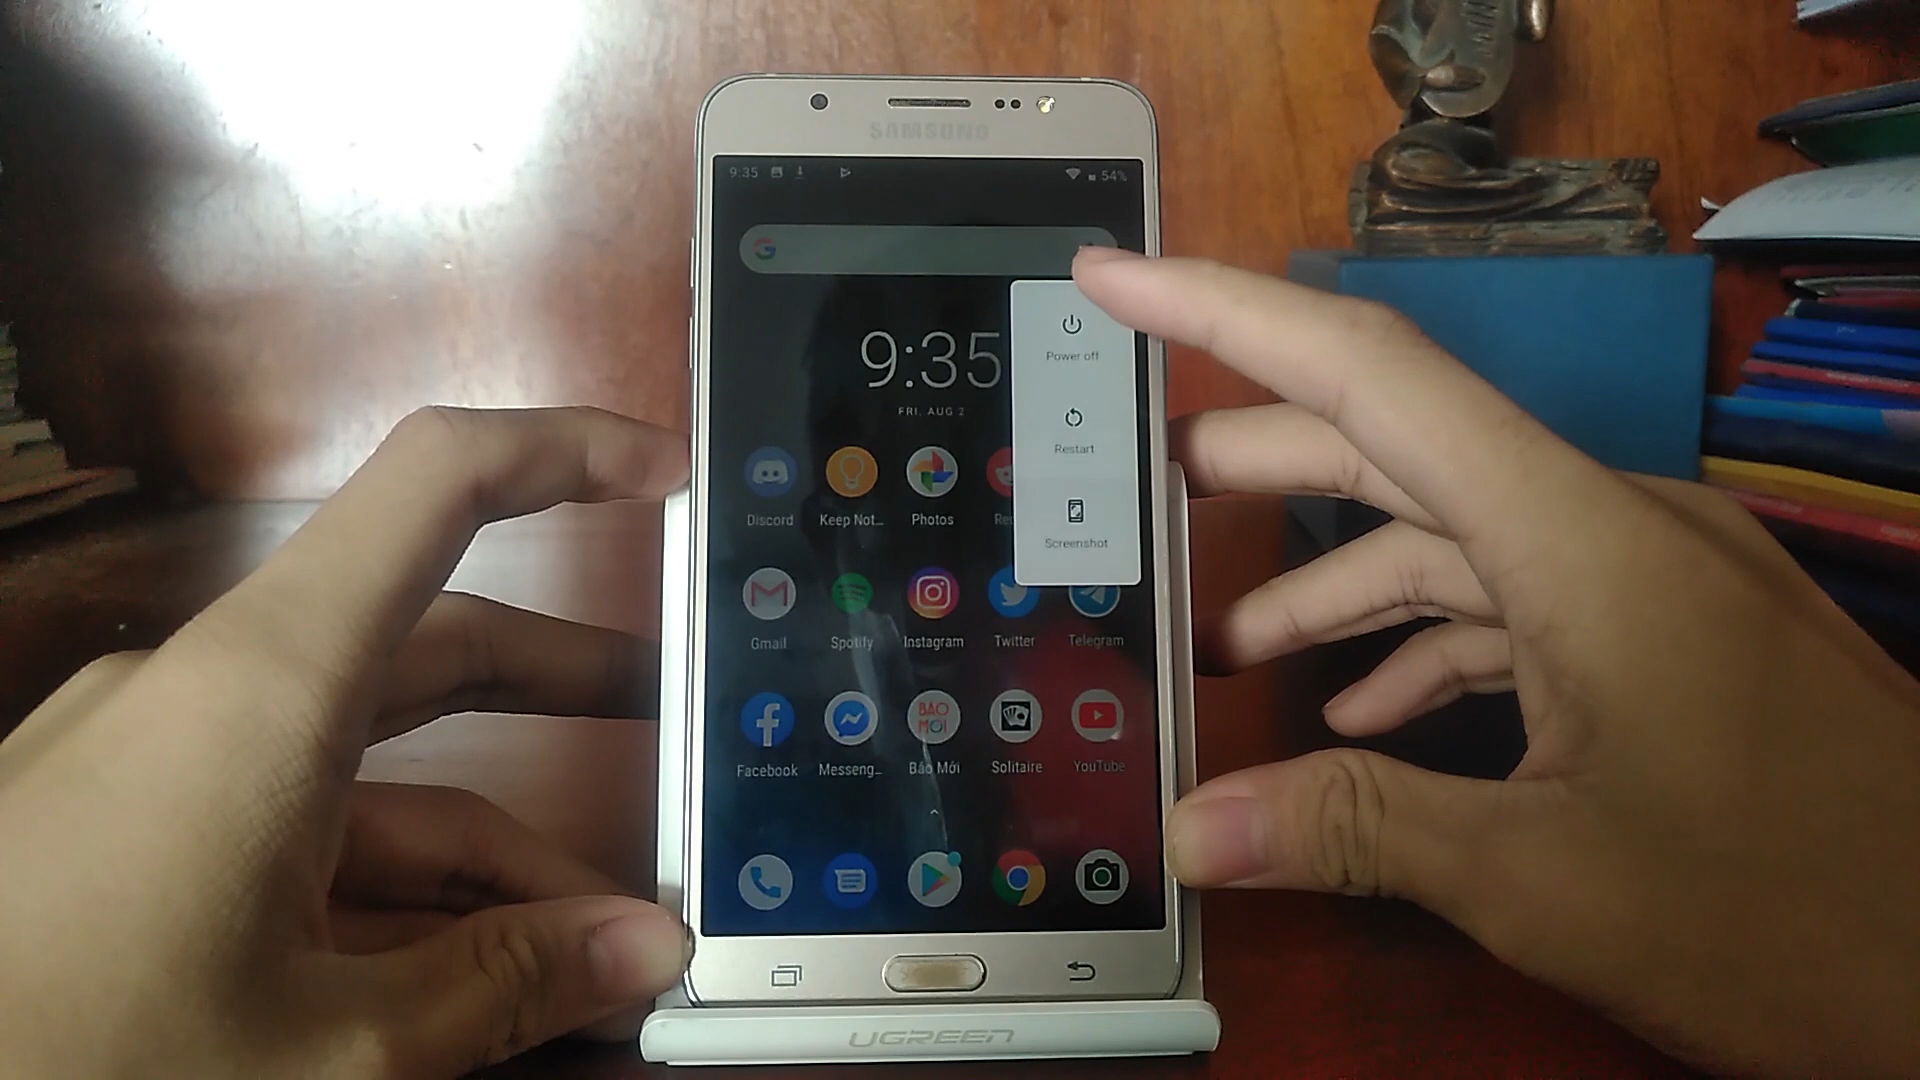 SAMSUNG
9:35
54%
G
9:35
FRI, AUG 2
Power off
Restart
Screenshot
Discord
Keep Not...
Photos
Gmail
Spotify
Instagram
Twitter
Telegram
BÁO
MỚI
Facebook
Messeng...
Báo Mới
Solitaire
YouTube
UGREEN